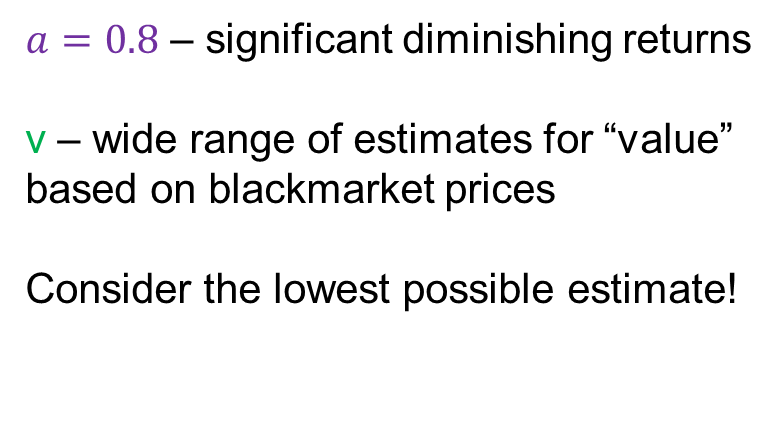 a = 0.8 – significant diminishing returns
v – wide range of estimates for “value”
based on blackmarket prices
Consider the lowest possible estimate!